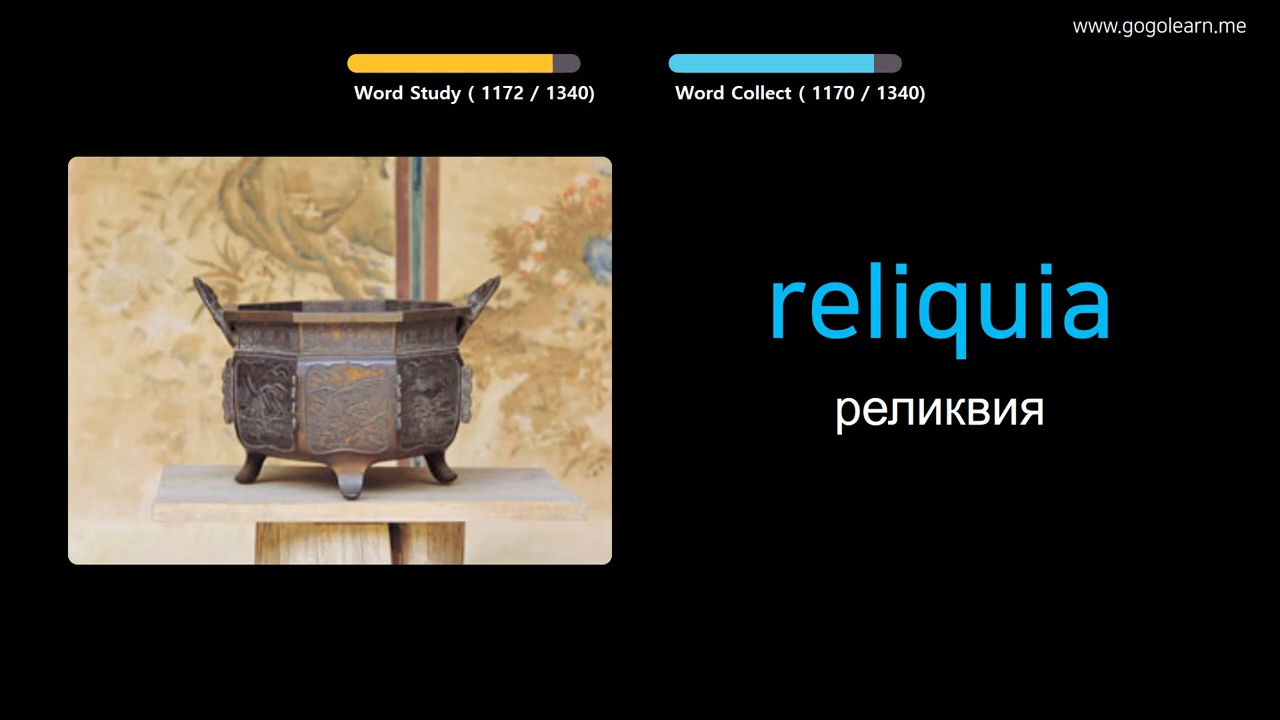 www.gogolearn.me
Word Study ( 1172 / 1340)
Word Collect ( 1170 / 1340)
reliquia
реликвия